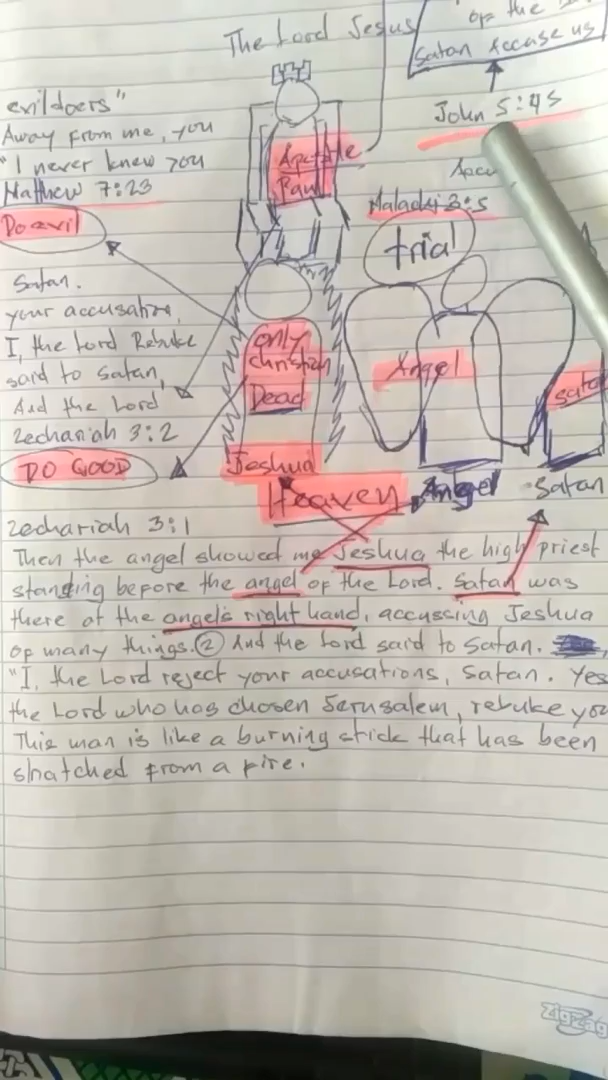 The Lord Jesus
of the
Satan Accuse us
John 5:45
Malachi 3:5
trial
evildoers"
Away from me, you
"I never knew you
Matthew 7:23
Do evil
Satan.
your accusation,
I, the Lord Rebuke
said to Satan,
And the Lord
Zechariah 3:2
DO GOOD
Apostle
Paul
only
christian
Dead
Jeshua
Angel
Satan
Heaven
Angel
Satan
Zechariah 3:1
Then the angel showed me Jeshua the high priest
standing before the angel of the Lord. Satan was
there at the angel's right hand, accussing Jeshua
of many things. 2 And the Lord said to Satan.
"I, the Lord reject your accusations, Satan. Yes
the Lord who has chosen Jerusalem, rebuke you
This man is like a burning stick that has been
snatched from a fire.
ZigZag